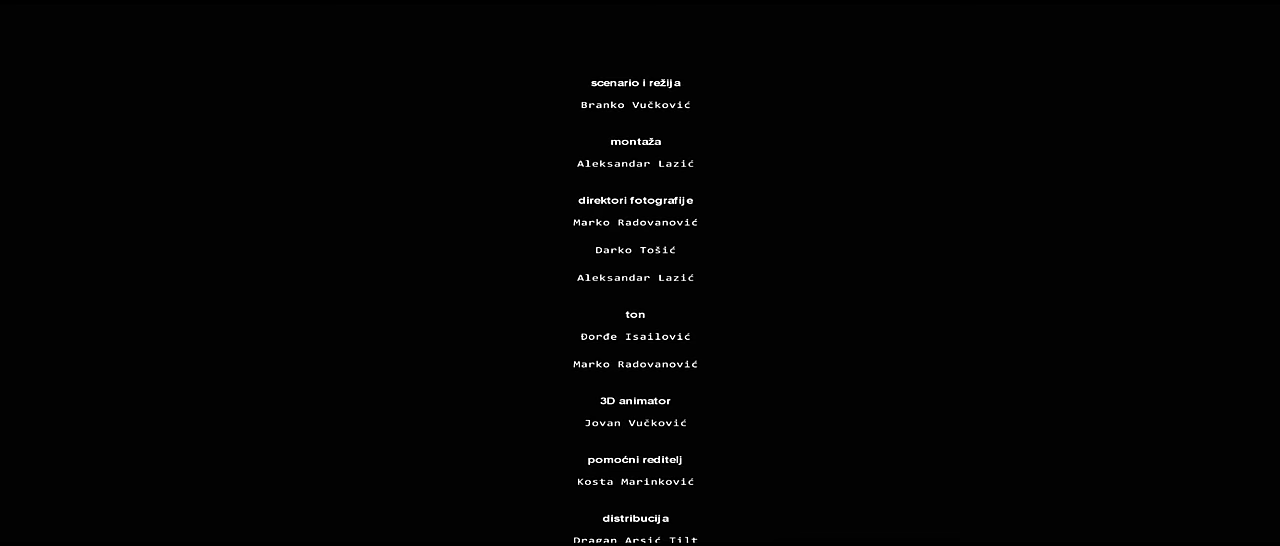 scenario i režija
Branko Vučković
montaža
Aleksandar Lazić
direktori fotografije
Marko Radovanović
Darko Tošić
Aleksandar Lazić
ton
Đorđe Isailović
Marko Radovanović
3D animator
Jovan Vučković
pomoćni reditelj
Kosta Marinković
distribucija
Dragan Arsić Tilt